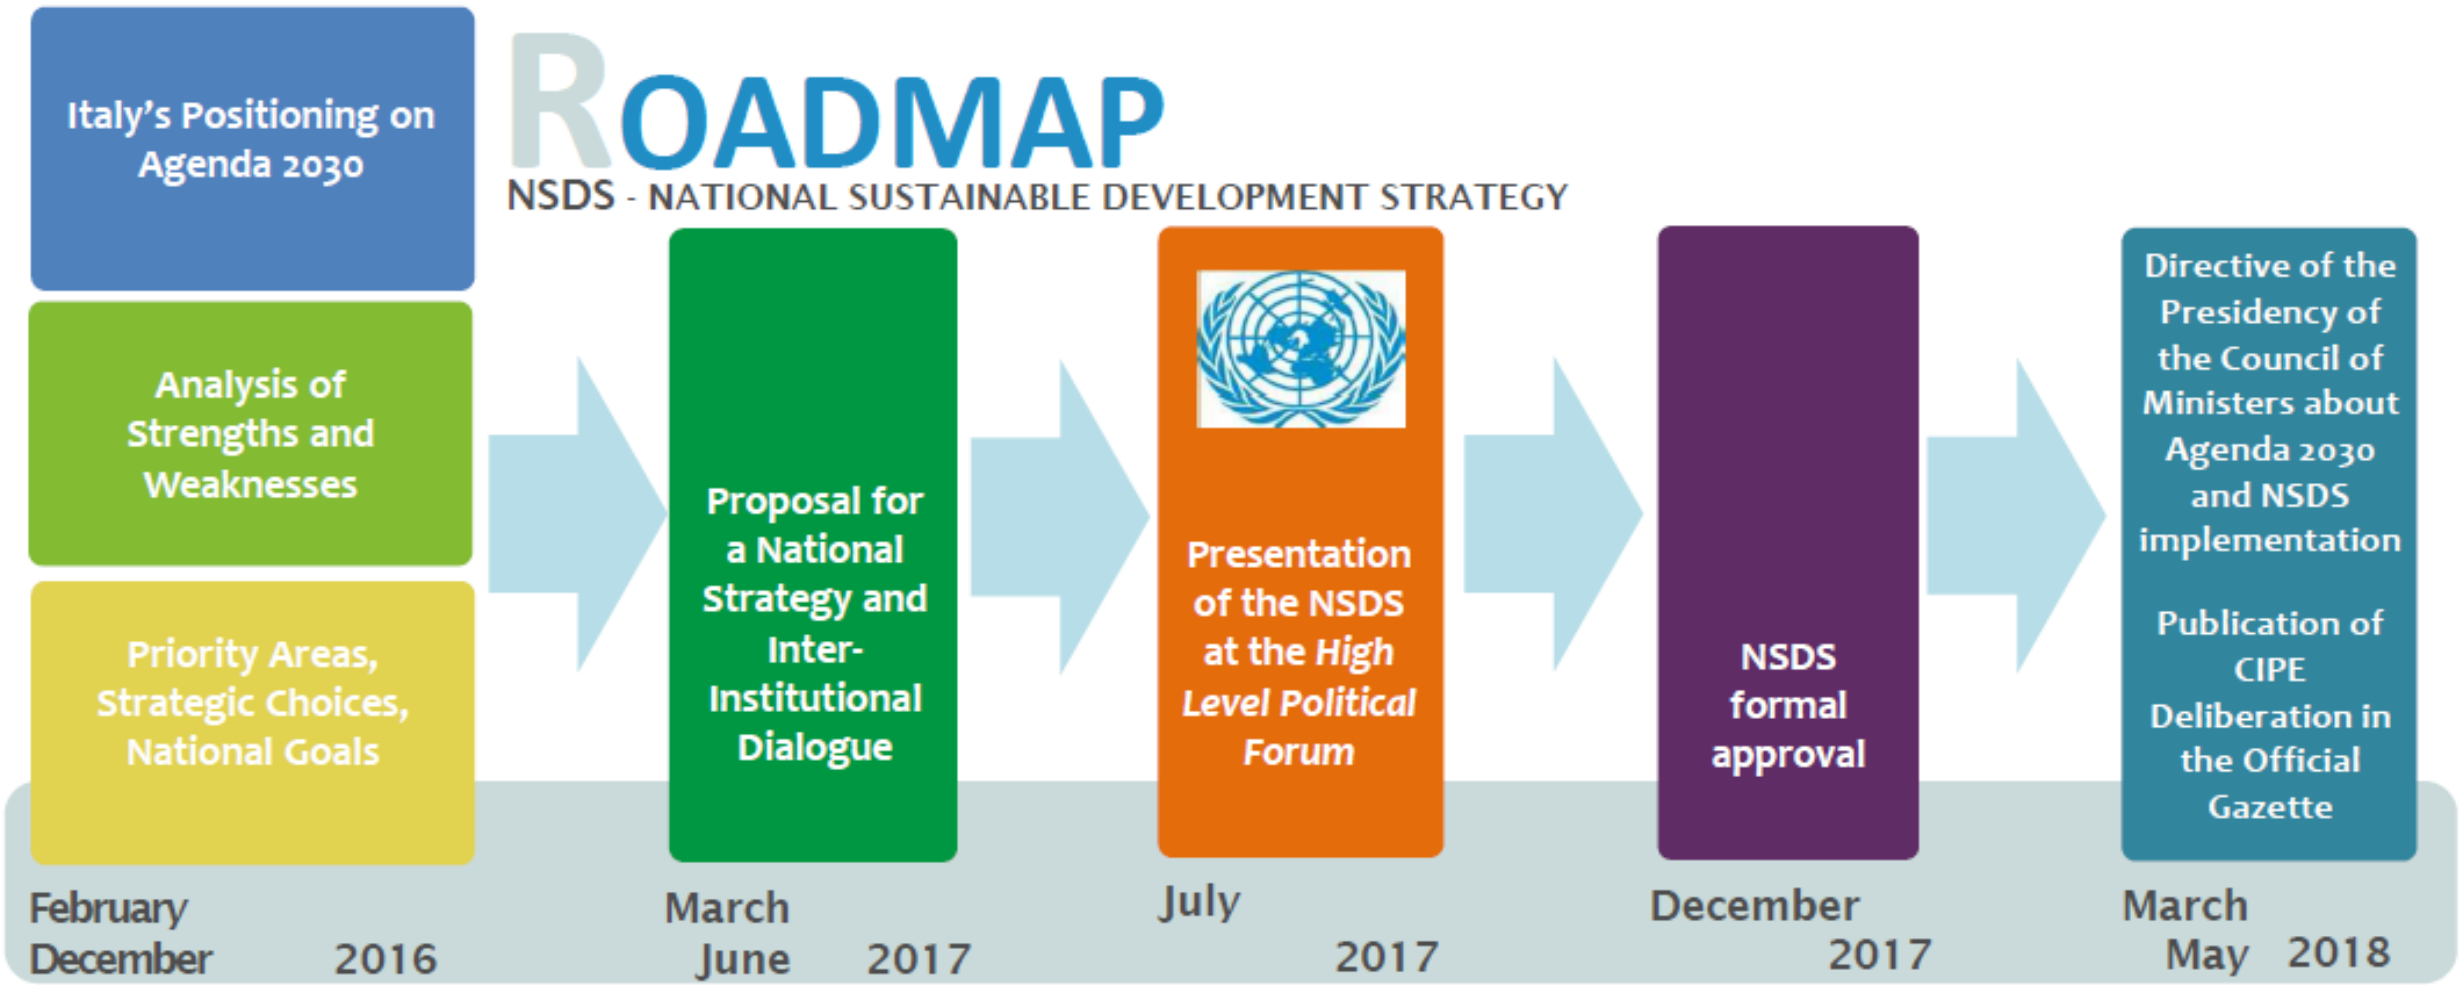 Italy's Positioning on
Agenda 2030
Analysis of
Strengths and
Weaknesses
Priority Areas,
Strategic Choices,
National Goals
ROADMAP
NSDS - NATIONAL SUSTAINABLE DEVELOPMENT STRATEGY
Proposal for
a National
Strategy and
Inter-
Institutional
Dialogue
Presentation
of the NSDS
at the High
Level Political
Forum
NSDS
formal
approval
Directive of the
Presidency of
the Council of
Ministers about
Agenda 2030
and NSDS
implementation
Publication of
CIPE
Deliberation in
the Official
Gazette
February
December 2016
March
June 2017
July
2017
December
2017
March
May 2018